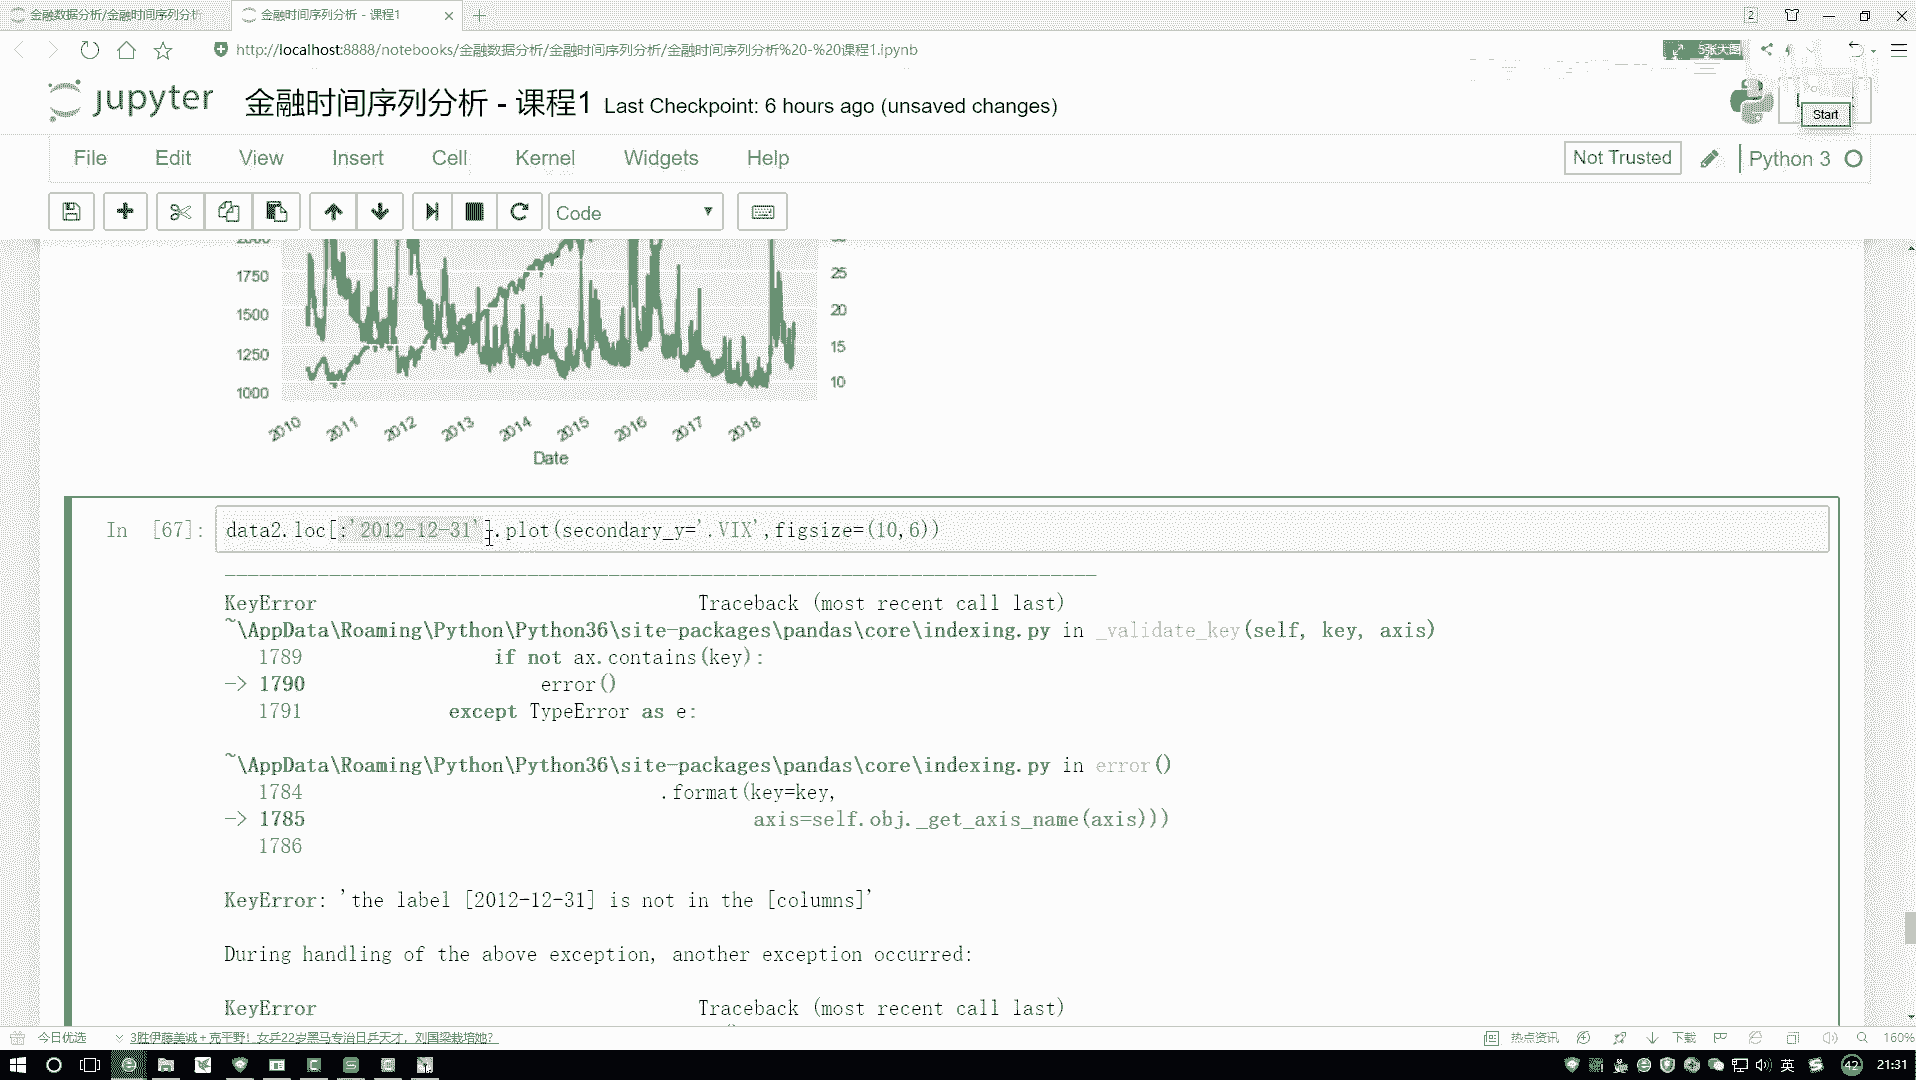 金融数据分析/金融时间序列分析
金融时间序列分析 - 课程1
2
http://localhost:8888/notebooks/金融数据分析/金融时间序列分析/金融时间序列分析%20-%20课程1.ipynb
5张大图
jupyter
金融时间序列分析 - 课程1 Last Checkpoint: 6 hours ago (unsaved changes)
Start
File Edit View Insert Cell Kernel Widgets Help
Not Trusted
Python 3
Code
1750
1500
1250
1000
25
20
15
10
2010 2011 2012 2013 2014 2015 2016 2017 2018
Date
In [67]: data2.loc[:'2012-12-31'].plot(secondary_y='.VIX',figsize=(10,6))
KeyError Traceback (most recent call last)
~\AppData\Roaming\Python\Python36\site-packages\pandas\core\indexing.py in _validate_key(self, key, axis)
1789 if not ax.contains(key):
-> 1790 error()
1791 except TypeError as e:
~\AppData\Roaming\Python\Python36\site-packages\pandas\core\indexing.py in error()
1784 .format(key=key,
-> 1785 axis=self.obj._get_axis_name(axis)))
1786
KeyError: 'the label [2012-12-31] is not in the [columns]'
During handling of the above exception, another exception occurred:
KeyError Traceback (most recent call last)
今日优选
3胜伊藤美诚+克平野!女乒22岁黑马专治日乒天才,刘国梁栽培她?
热点资讯
下载
160%
英
42
21:31